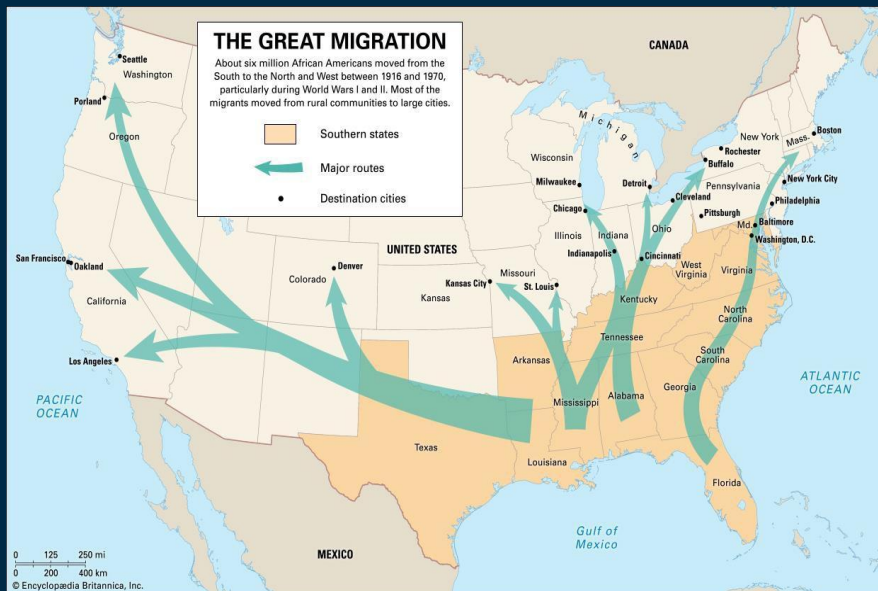 THE GREAT MIGRATION
About six million African Americans moved from the
South to the North and West between 1916 and 1970,
particularly during World Wars I and II. Most of the
migrants moved from rural communities to large cities.
Southern states
Major routes
Destination cities
CANADA
Seattle
Washington
Porland
Oregon
San Francisco
Oakland
California
Los Angeles
PACIFIC
OCEAN
UNITED STATES
Colorado
Denver
Kansas City
Kansas
Missouri
St. Louis
Wisconsin
Michigan
Milwaukee
Chicago
Detroit
Illinois
Indiana
Indianapolis
Ohio
Cincinnati
Cleveland
New York
Mass.
Boston
Rochester
Buffalo
Pennsylvania
New York City
Pittsburgh
Philadelphia
Md.
Baltimore
Washington, D.C.
West
Virginia
Virginia
Kentucky
North
Carolina
Tennessee
South
Carolina
Arkansas
Mississippi
Alabama
Georgia
Texas
Louisiana
Florida
ATLANTIC
OCEAN
Gulf of
Mexico
MEXICO
0 125 250 mi
0 200 400 km
© Encyclopædia Britannica, Inc.